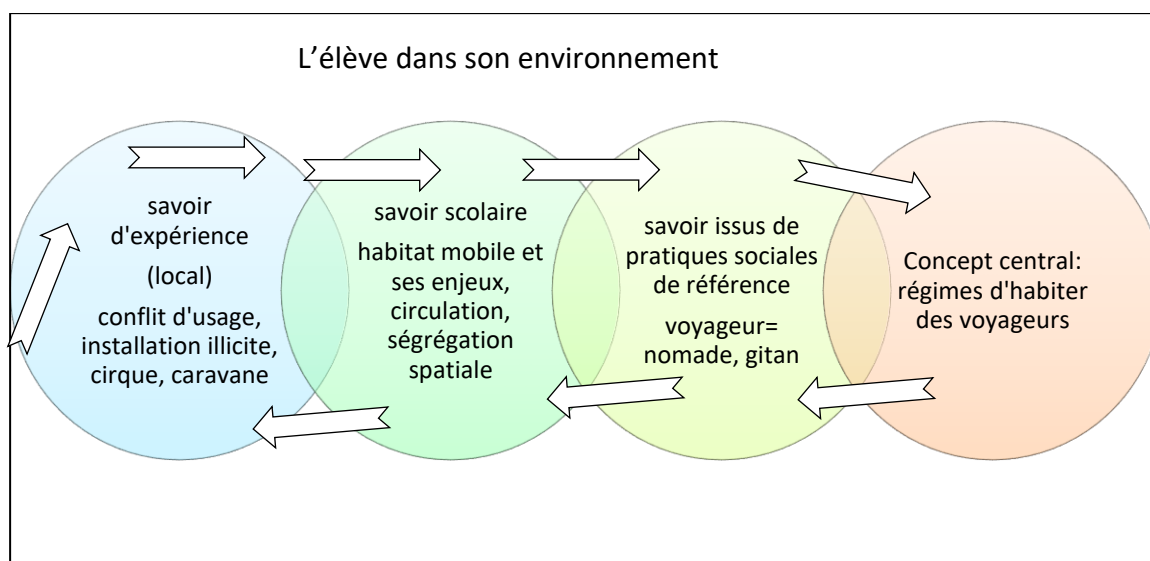 L’élève dans son environnement
savoir
d'expérience
(local)
conflit d'usage,
installation illicite,
cirque, caravane
savoir scolaire
habitat mobile et
ses enjeux,
circulation,
ségrégation
spatiale
savoir issus de
pratiques sociales
de référence
voyageur=
nomade, gitan
Concept central:
régimes d'habiter
des voyageurs